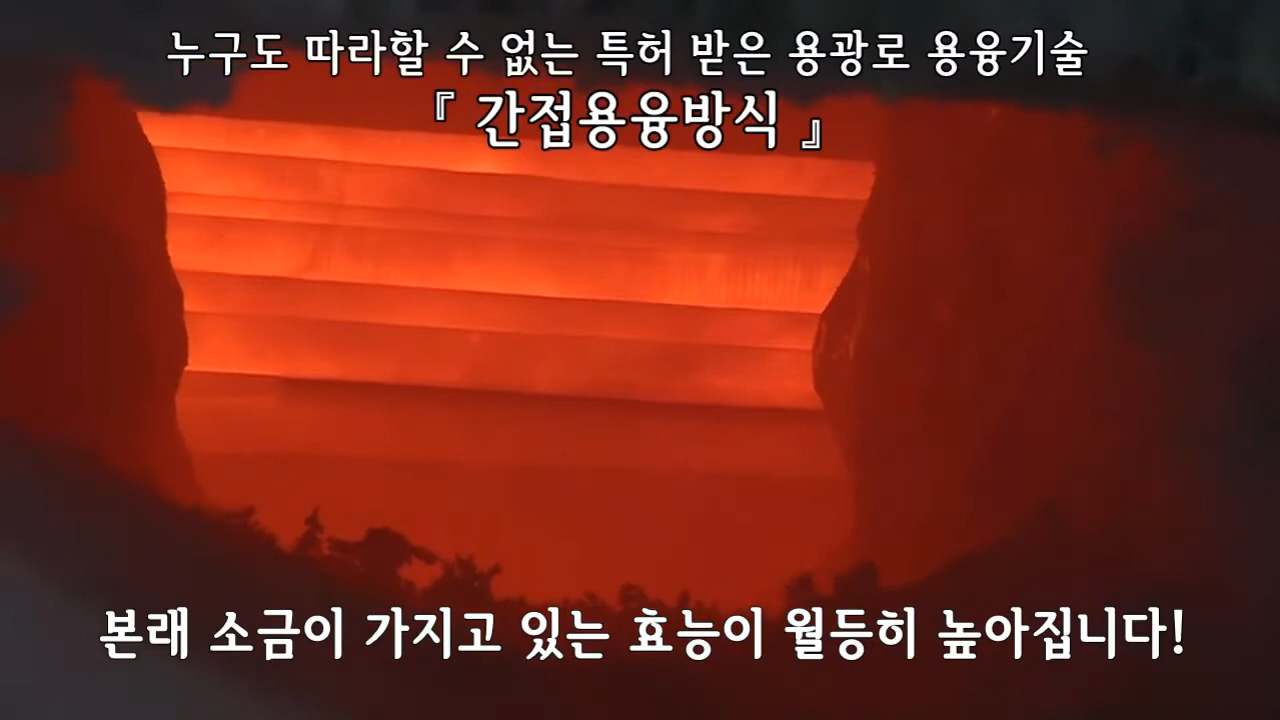 누구도 따라할 수 없는 특허 받은 용광로 용융기술
『 간접용융방식 』
본래 소금이 가지고 있는 효능이 월등히 높아집니다!